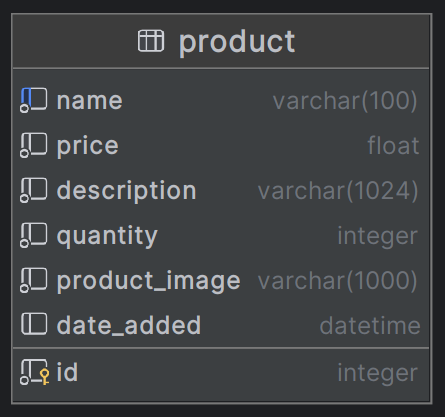 product
name varchar(100)
price float
description varchar(1024)
quantity integer
product_image varchar(1000)
date_added datetime
id integer